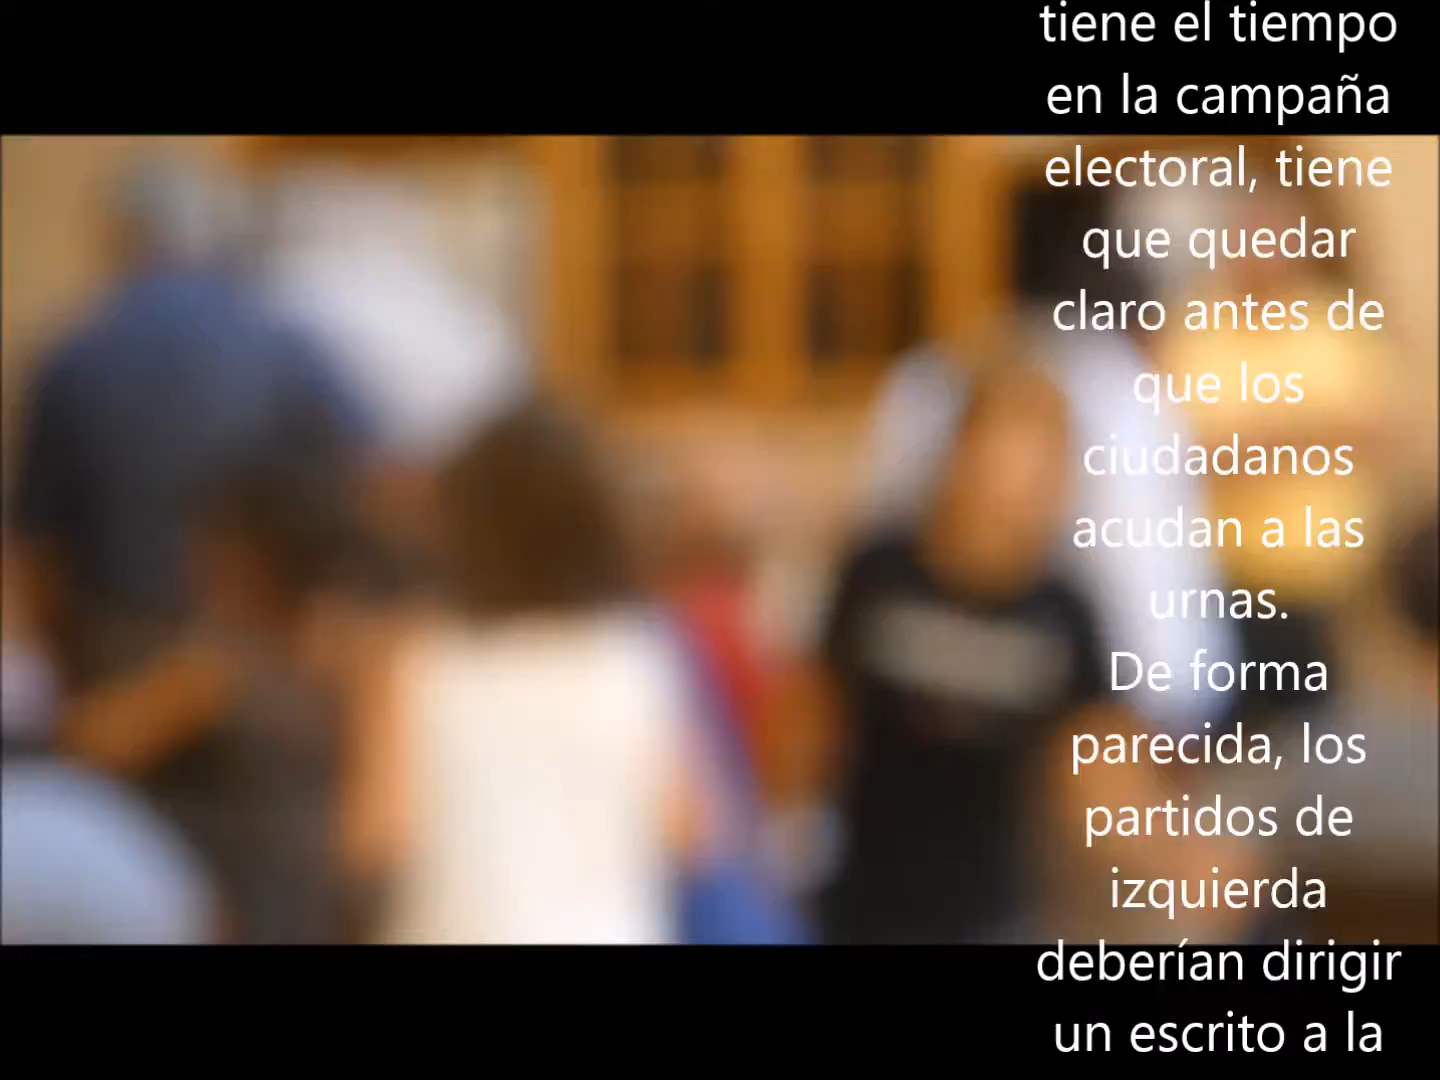 tiene el tiempo
en la campaña
electoral, tiene
que quedar
claro antes de
que los
ciudadanos
acudan a las
urnas.
De forma
parecida, los
partidos de
izquierda
deberían dirigir
un escrito a la